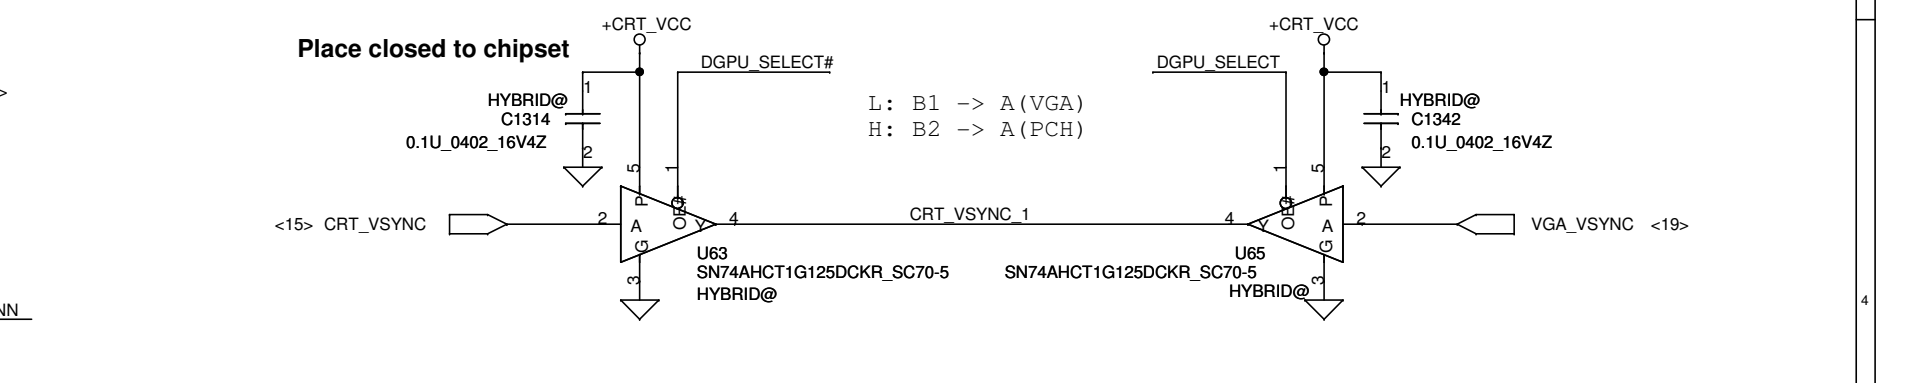 +CRT_VCC
+CRT_VCC
Place closed to chipset
DGPU_SELECT#
DGPU_SELECT
>
1
1
HYBRID@
C1314
0.1U_0402_16V4Z
L: B1 -> A(VGA)
H: B2 -> A(PCH)
HYBRID@
C1342
0.1U_0402_16V4Z
2
2
5
1
1
5
P
OE#
OE#
P
<15> CRT_VSYNC
2
A
Y
4
CRT_VSYNC_1
4
Y
A
2
VGA_VSYNC <19>
G
G
3
3
U63
SN74AHCT1G125DCKR_SC70-5
HYBRID@
U65
SN74AHCT1G125DCKR_SC70-5
HYBRID@
NN
4